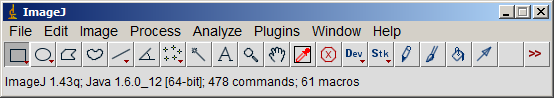 ImageJ
File Edit Image Process Analyze Plugins Window Help
A Dev Stk >>
ImageJ 1.43q; Java 1.6.0_12 [64-bit]; 478 commands; 61 macros